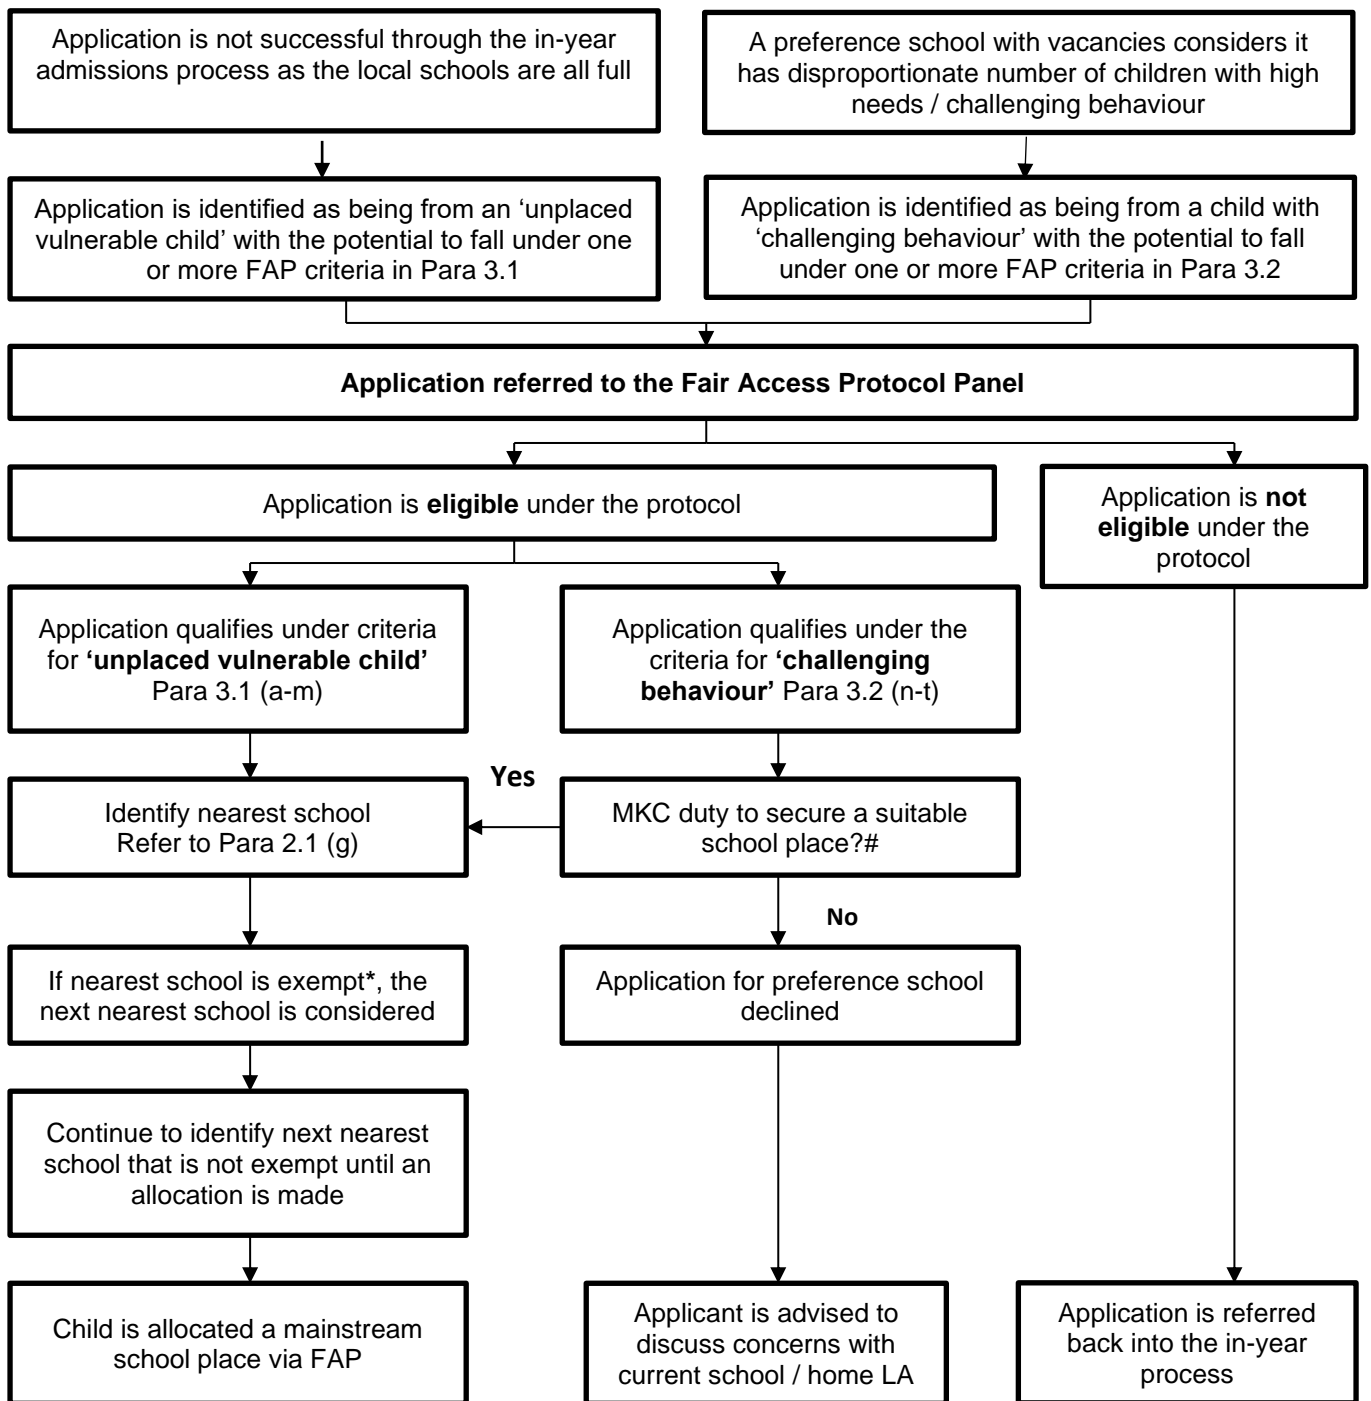 Application is not successful through the in-year
admissions process as the local schools are all full
A preference school with vacancies considers it
has disproportionate number of children with high
needs / challenging behaviour
Application is identified as being from an ‘unplaced
vulnerable child’ with the potential to fall under one
or more FAP criteria in Para 3.1
Application is identified as being from a child with
‘challenging behaviour’ with the potential to fall
under one or more FAP criteria in Para 3.2
Application referred to the Fair Access Protocol Panel
Application is eligible under the protocol
Application is not
eligible under the
protocol
Application qualifies under criteria
for ‘unplaced vulnerable child’
Para 3.1 (a-m)
Application qualifies under the
criteria for ‘challenging
behaviour’ Para 3.2 (n-t)
Identify nearest school
Refer to Para 2.1 (g)
Yes
MKC duty to secure a suitable
school place?#
No
If nearest school is exempt*, the
next nearest school is considered
Application for preference school
declined
Continue to identify next nearest
school that is not exempt until an
allocation is made
Child is allocated a mainstream
school place via FAP
Applicant is advised to
discuss concerns with
current school / home LA
Application is referred
back into the in-year
process